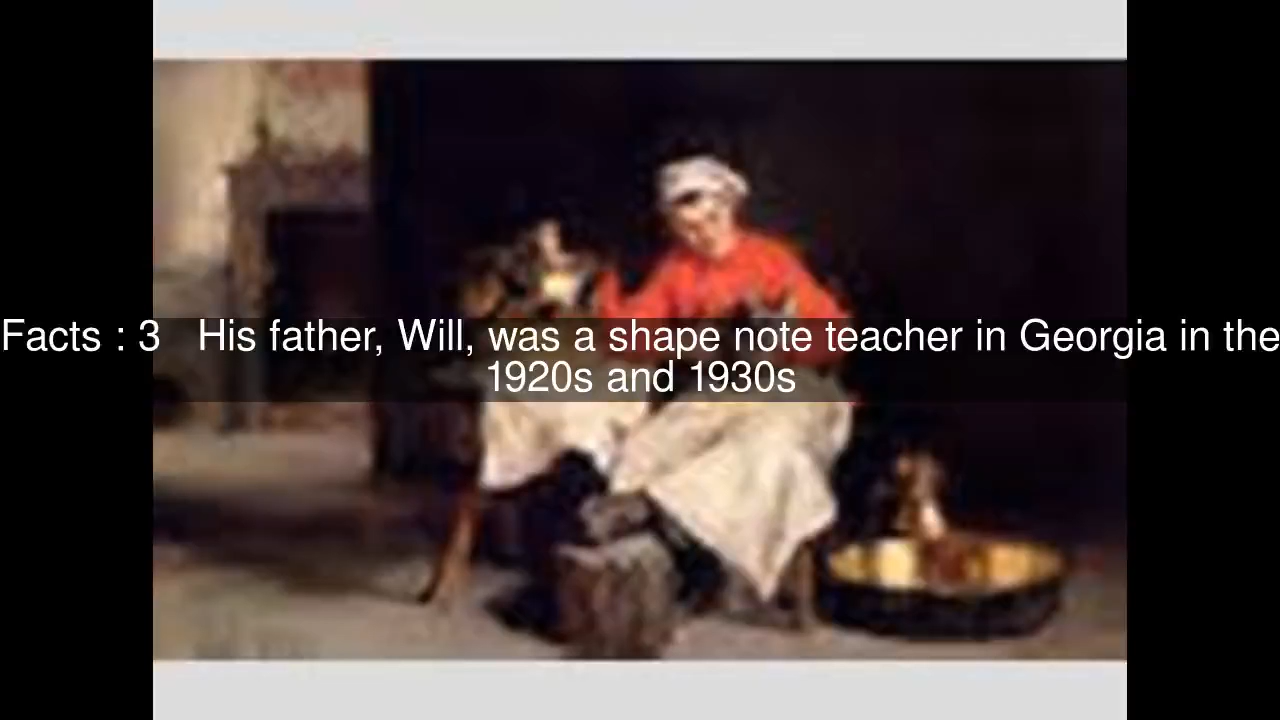 Facts : 3   His father, Will, was a shape note teacher in Georgia in the
1920s and 1930s